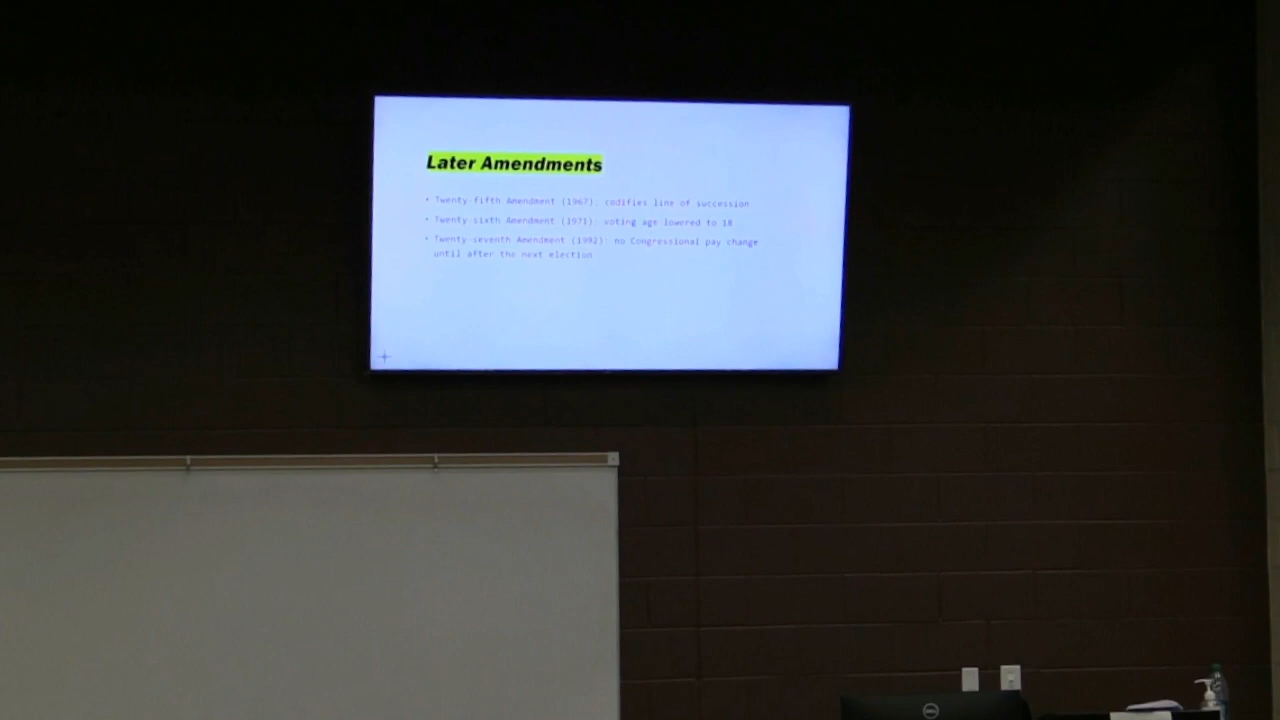 Later Amendments
• Twenty-fifth Amendment (1967): codifies line of succession
• Twenty-sixth Amendment (1971): voting age lowered to 18
• Twenty-seventh Amendment (1992): no Congressional pay change
until after the next election
DELL